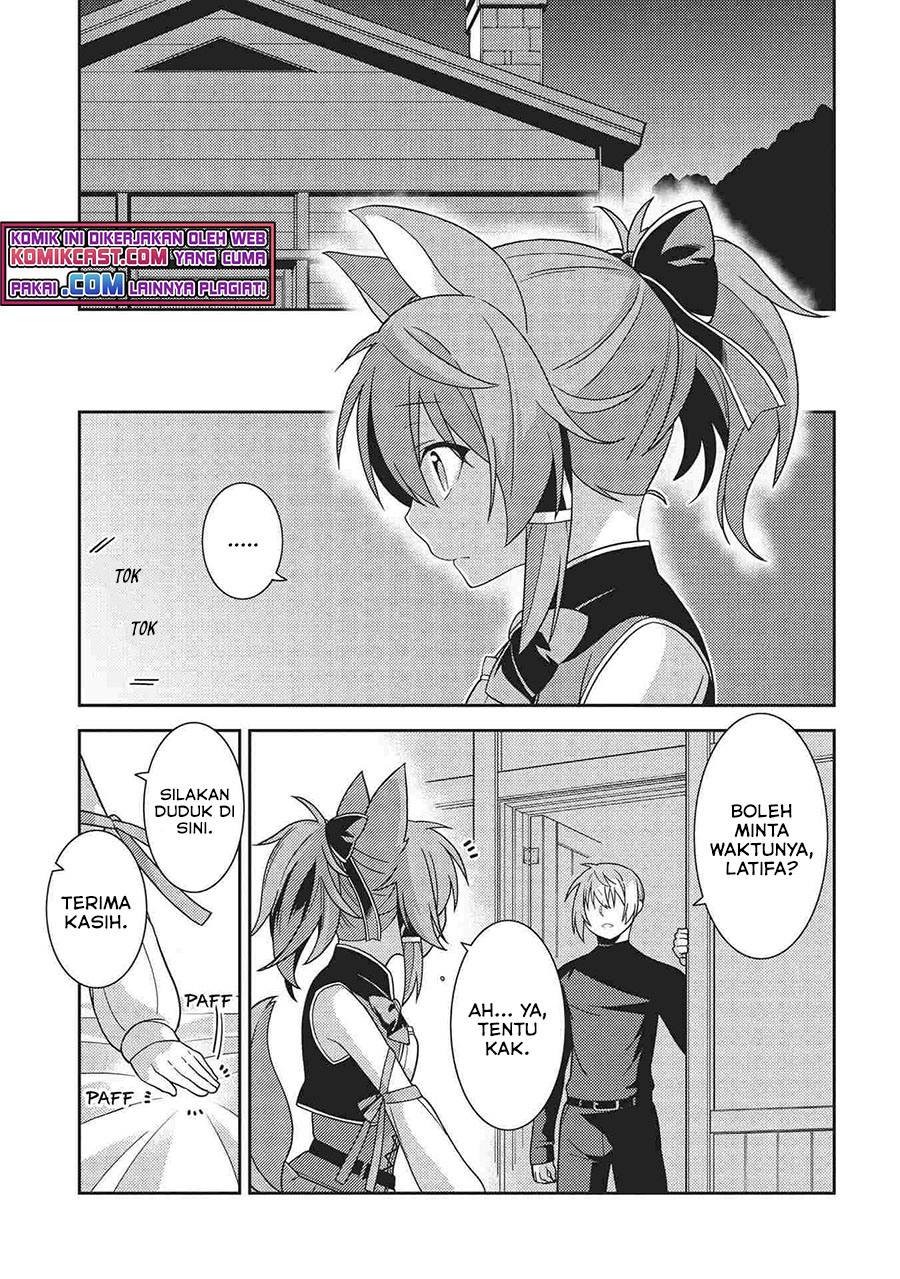 KOMIK INI DIKERJAKAN OLEH WEB
KOMIKCAST.COM YANG CUMA
PAKAI .COM LAINNYA PLAGIAT!
.....
TOK
TOK
BOLEH
MINTA
WAKTUNYA,
LATIFA?
AH... YA,
TENTU
KAK.
SILAKAN
DUDUK DI
SINI.
TERIMA
KASIH.
PAFF
PAFF